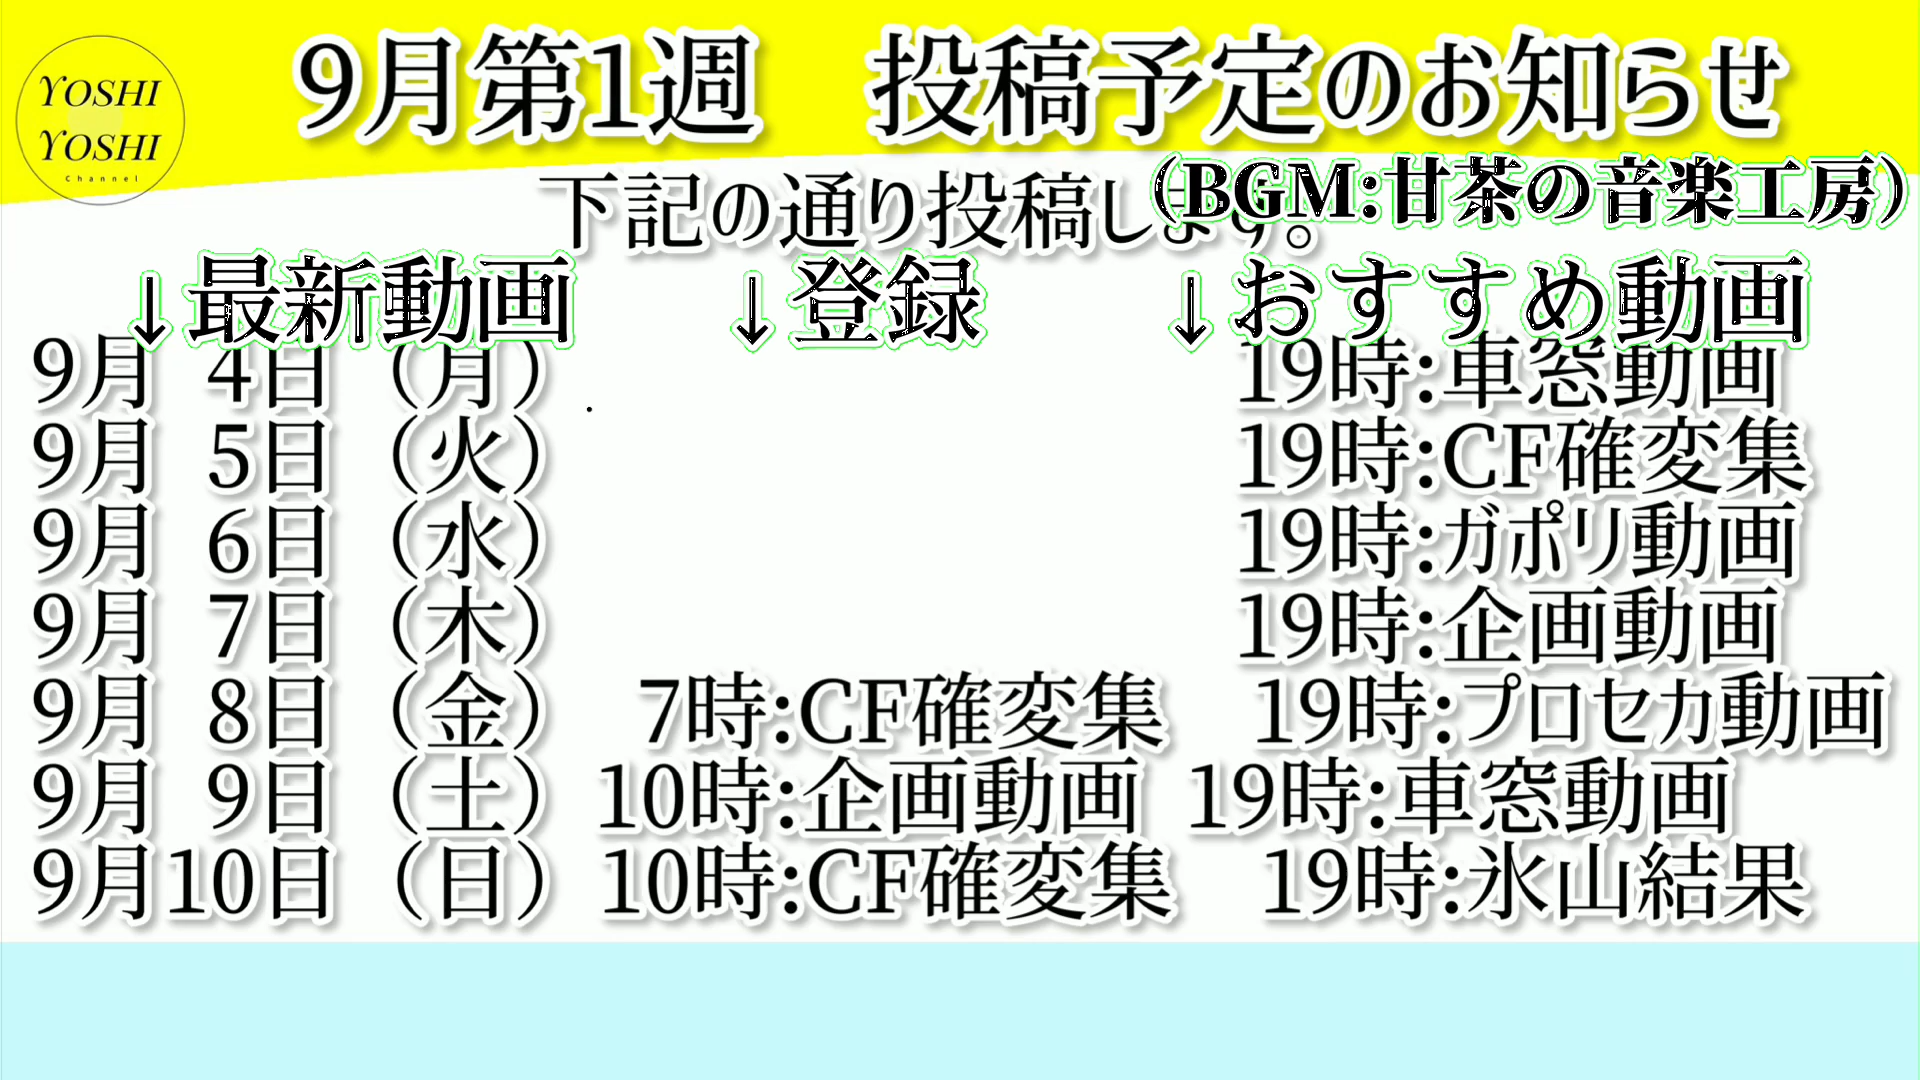 YOSHI
YOSHI
Channel
9月第1週　投稿予定のお知らせ
下記の通り投稿します。
（BGM:甘茶の音楽工房）
↓最新動画　↓登録　↓おすすめ動画
9月 4日（月） 19時:車窓動画
9月 5日（火） 19時:CF確変集
9月 6日（水） 19時:ガポリ動画
9月 7日（木） 19時:企画動画
9月 8日（金） 7時:CF確変集 19時:プロセカ動画
9月 9日（土） 10時:企画動画 19時:車窓動画
9月10日（日） 10時:CF確変集 19時:氷山結果